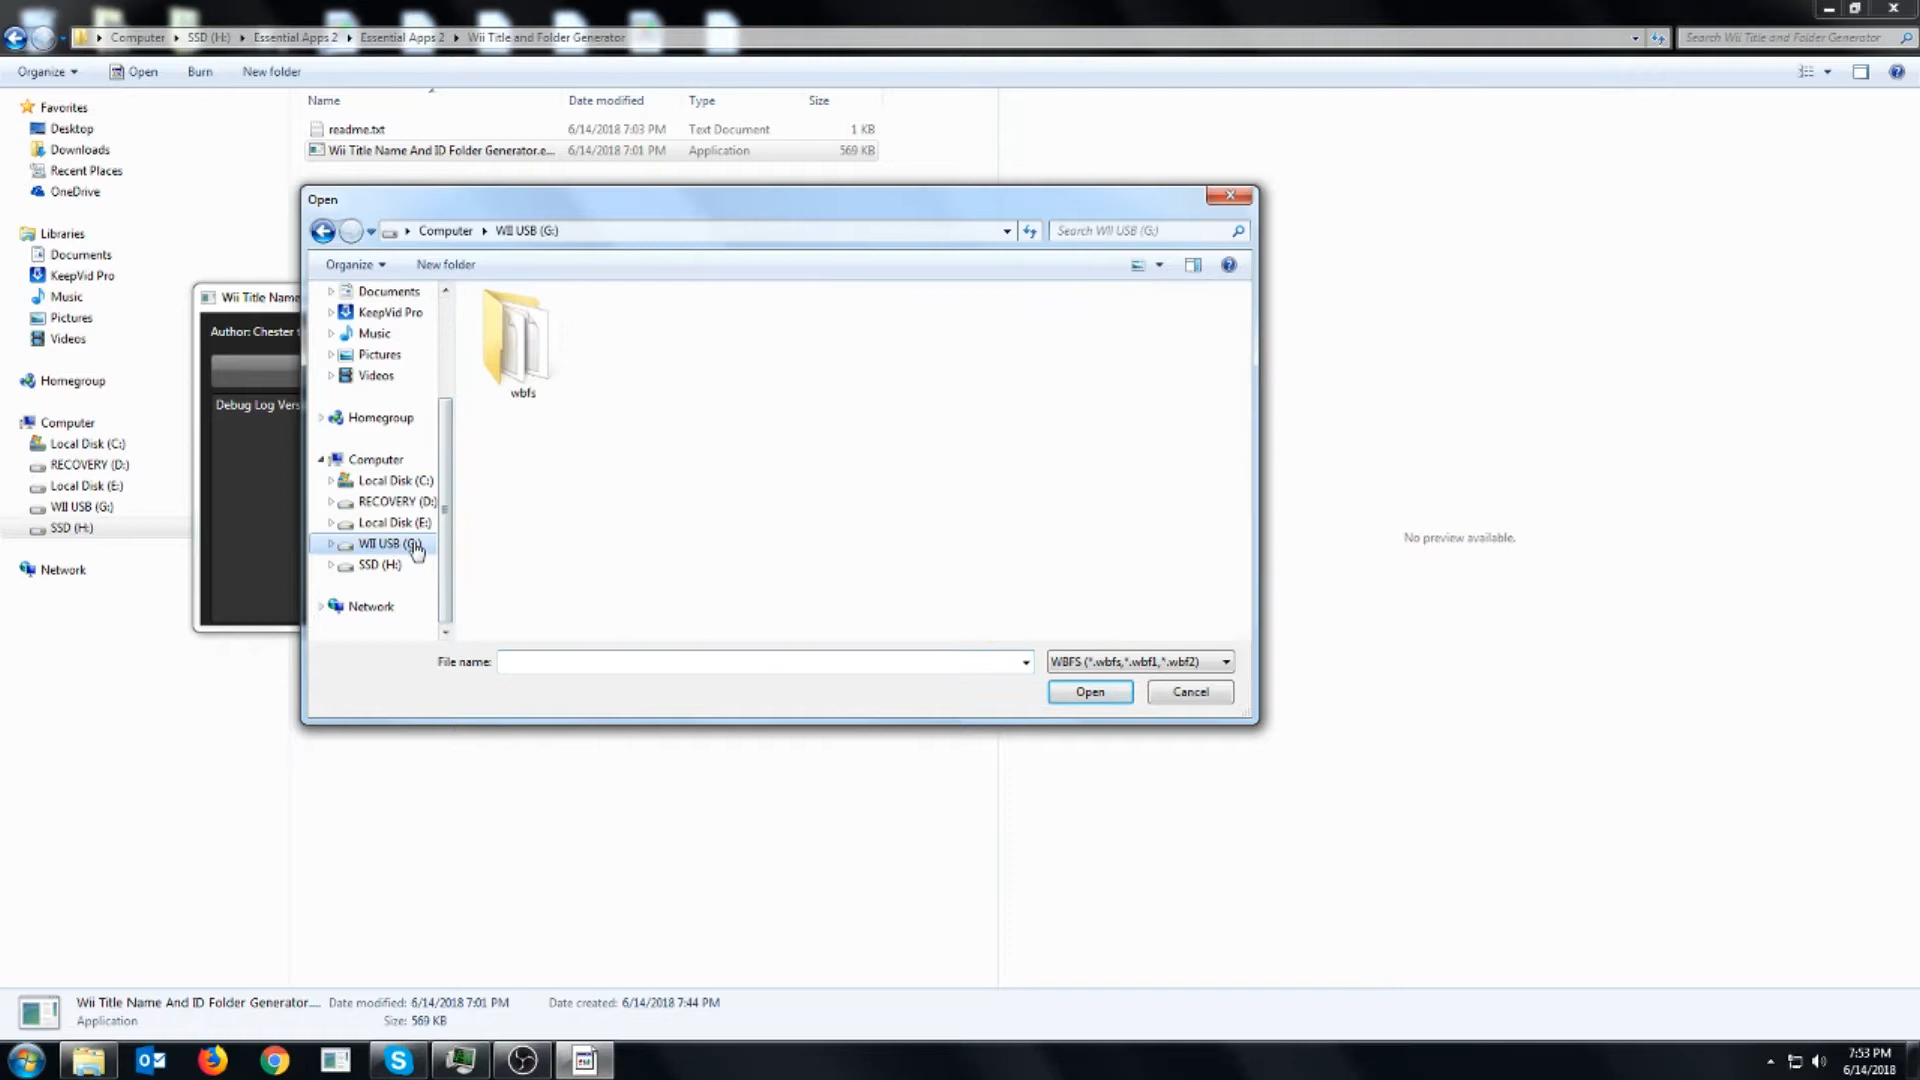 Computer SSD (H:) Essential Apps 2 Essential Apps 2 Wii Title and Folder Generator
Search Wii Title and Folder Generator
Organize Open Burn New folder
Favorites
Desktop
Downloads
Recent Places
OneDrive
Libraries
Documents
KeepVid Pro
Music
Pictures
Videos
Homegroup
Computer
Local Disk (C:)
RECOVERY (D:)
Local Disk (E:)
WII USB (G:)
SSD (H:)
Network
Name Date modified Type Size
readme.txt 6/14/2018 7:03 PM Text Document 1 KB
Wii Title Name And ID Folder Generator.e... 6/14/2018 7:01 PM Application 569 KB
No preview available.
Wii Title Name
Author: Chester
Debug Log Vers
Open
Computer WII USB (G:)
Search WII USB (G:)
Organize New folder
Documents
KeepVid Pro
Music
Pictures
Videos
Homegroup
Computer
Local Disk (C:)
RECOVERY (D:)
Local Disk (E:)
WII USB (G:)
SSD (H:)
Network
wbfs
File name:
WBFS (*.wbfs,*.wbf1,*.wbf2)
Open Cancel
Wii Title Name And ID Folder Generator.... Date modified: 6/14/2018 7:01 PM Date created: 6/14/2018 7:44 PM
Application Size: 569 KB
7:53 PM
6/14/2018